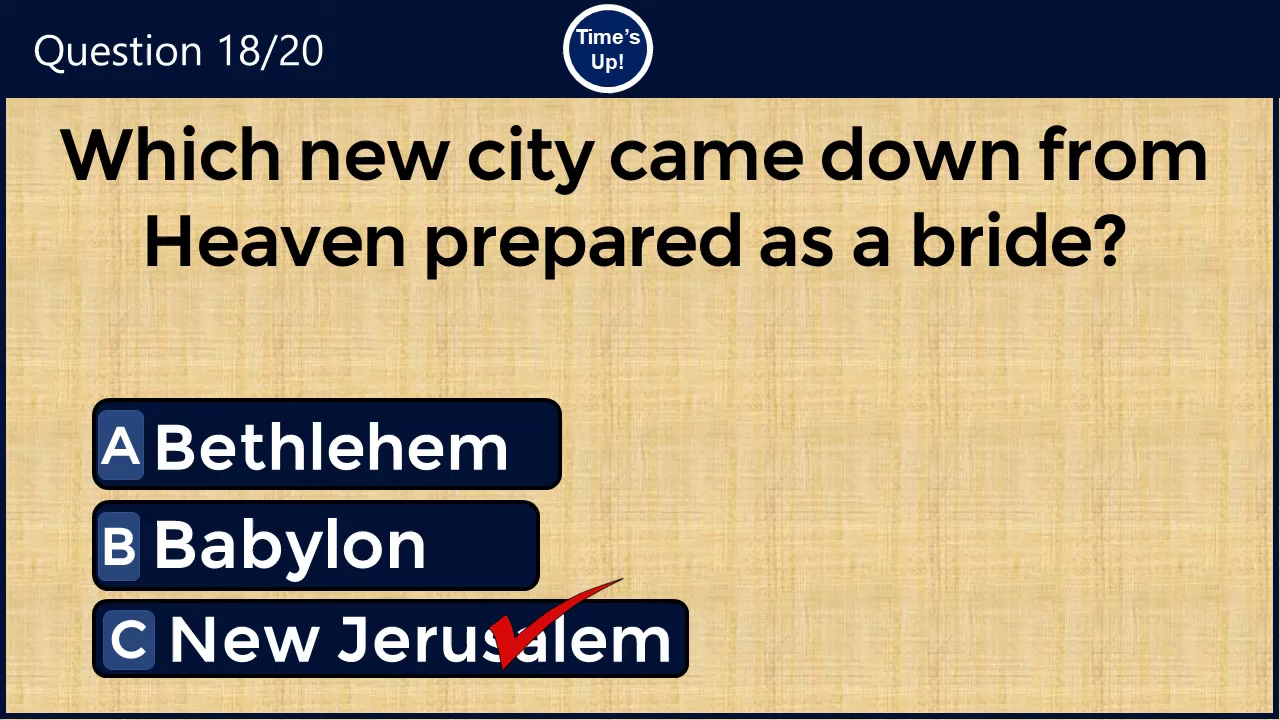 Question 18/20
Time's
Up!
Which new city came down from
Heaven prepared as a bride?
A Bethlehem
B Babylon
C New Jerusalem